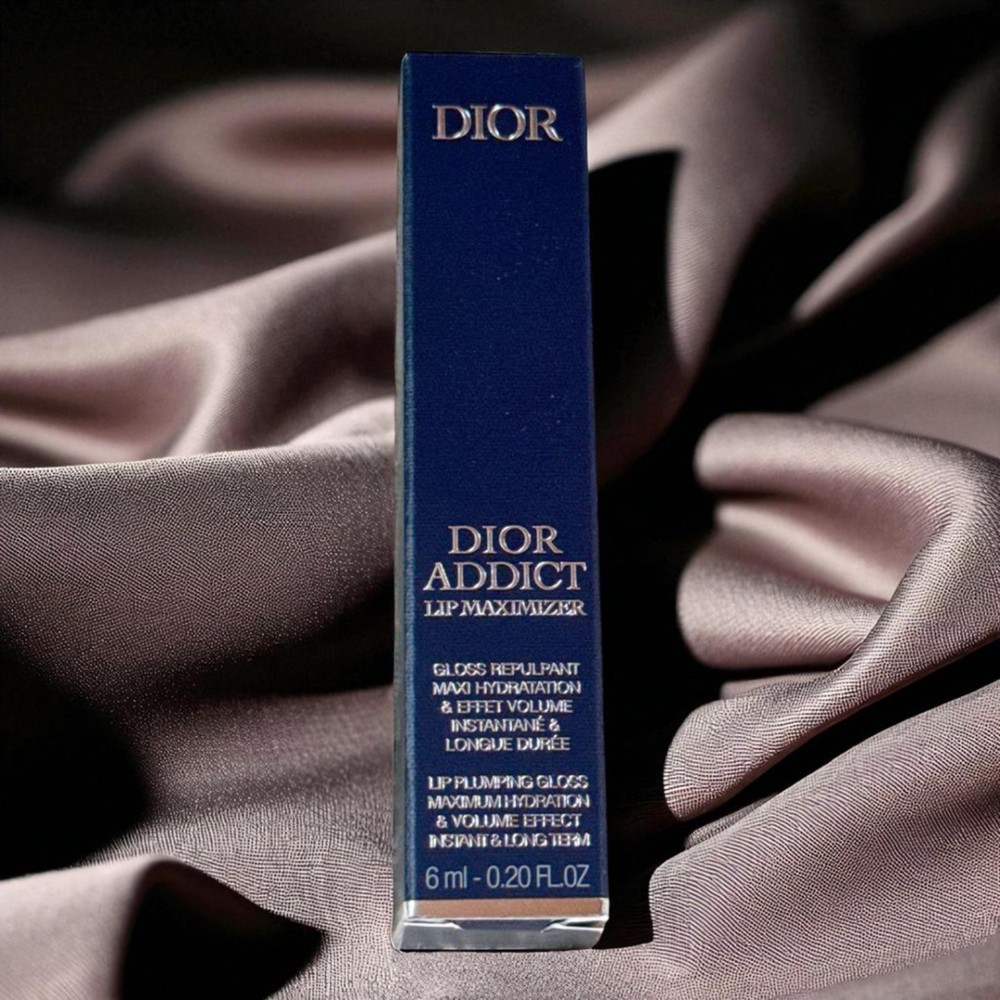 DIOR
DIOR
ADDICT
LIP MAXIMIZER
GLOSS REPULPANT
MAXI HYDRATATION
& EFFET VOLUME
INSTANTANÉ &
LONGUE DURÉE
LIP PLUMPING GLOSS
MAXIMUM HYDRATION
& VOLUME EFFECT
INSTANT & LONG TERM
6 ml - 0.20 FL.OZ